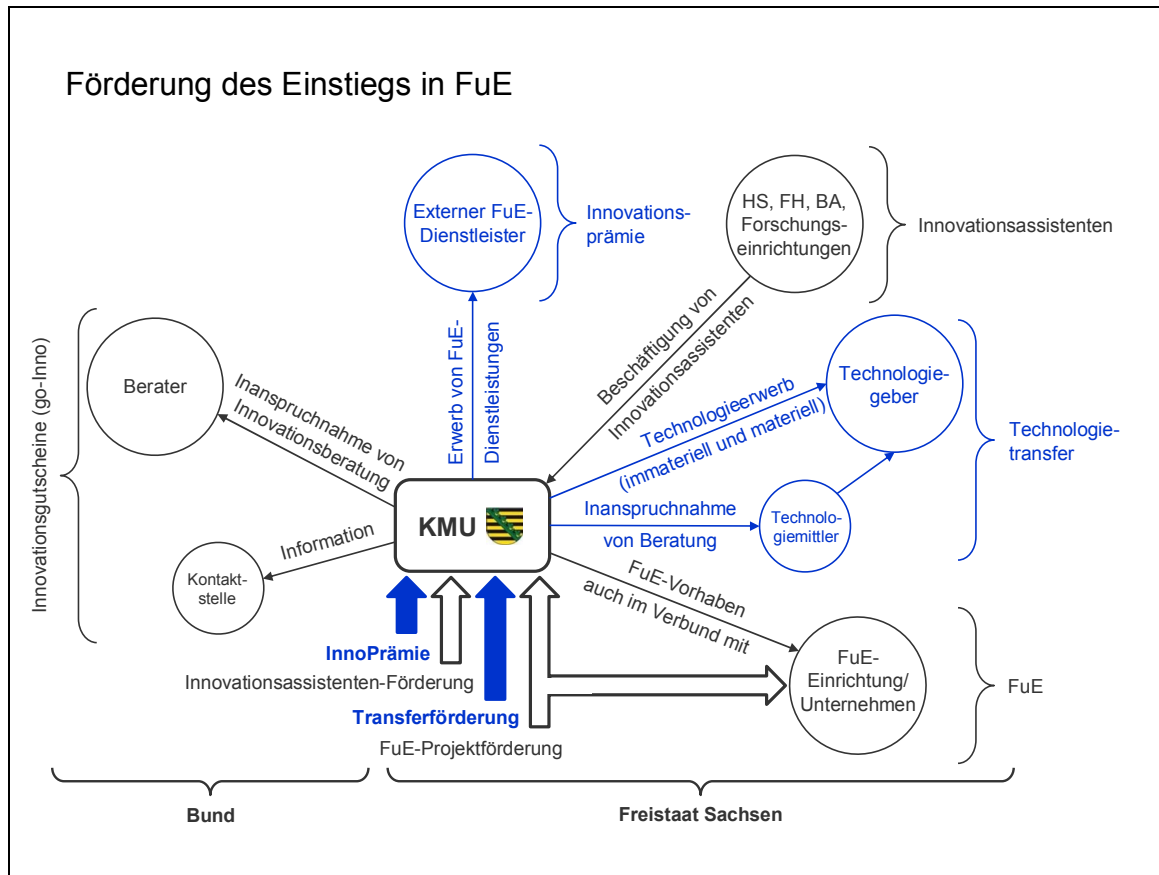 Förderung des Einstiegs in FuE
Externer FuE-
Dienstleister
Innovations-
prämie
HS, FH, BA,
Forschungs-
einrichtungen
Innovationsassistenten
Innovationsgutscheine (go-Inno)
Berater
Inanspruchnahme von
Innovationsberatung
Erwerb von FuE-
Dienstleistungen
Beschäftigung von
Innovationsassistenten
Technologieerwerb
(immateriell und materiell)
Technologie-
geber
Technologie-
transfer
KMU
Inanspruchnahme
von Beratung
Technolo-
giemittler
Information
Kontakt-
stelle
FuE-Vorhaben
auch im Verbund mit
FuE-
Einrichtung/
Unternehmen
FuE
InnoPrämie
Innovationsassistenten-Förderung
Transferförderung
FuE-Projektförderung
Bund
Freistaat Sachsen